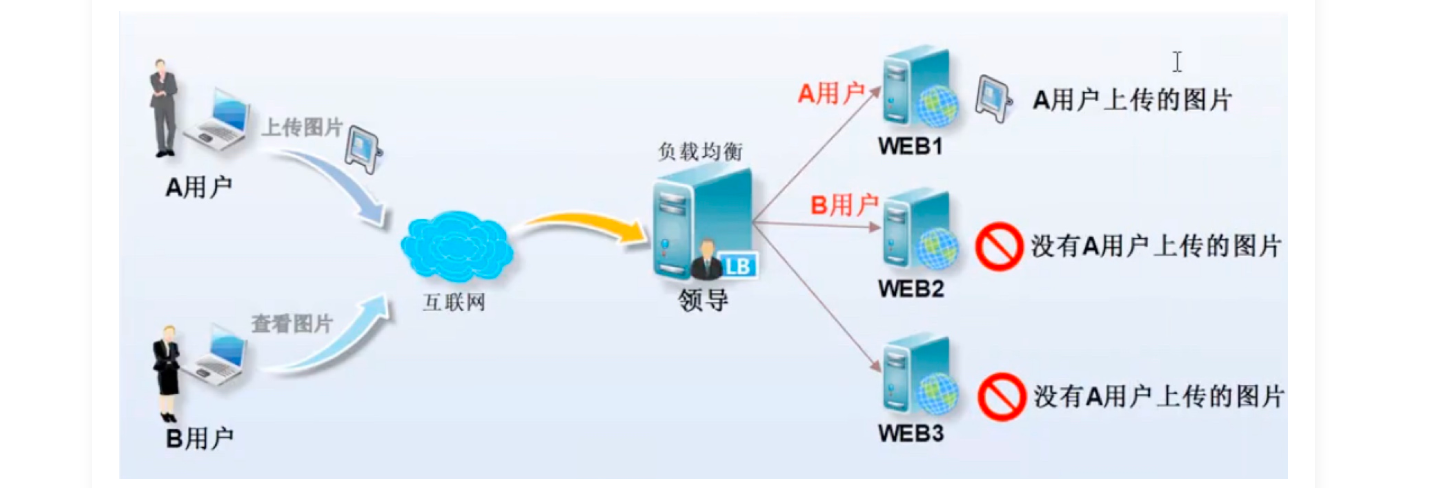 A用户
上传图片
A用户上传的图片
WEB1
负载均衡
A用户
B用户
没有A用户上传的图片
LB
WEB2
互联网
领导
查看图片
没有A用户上传的图片
B用户
WEB3